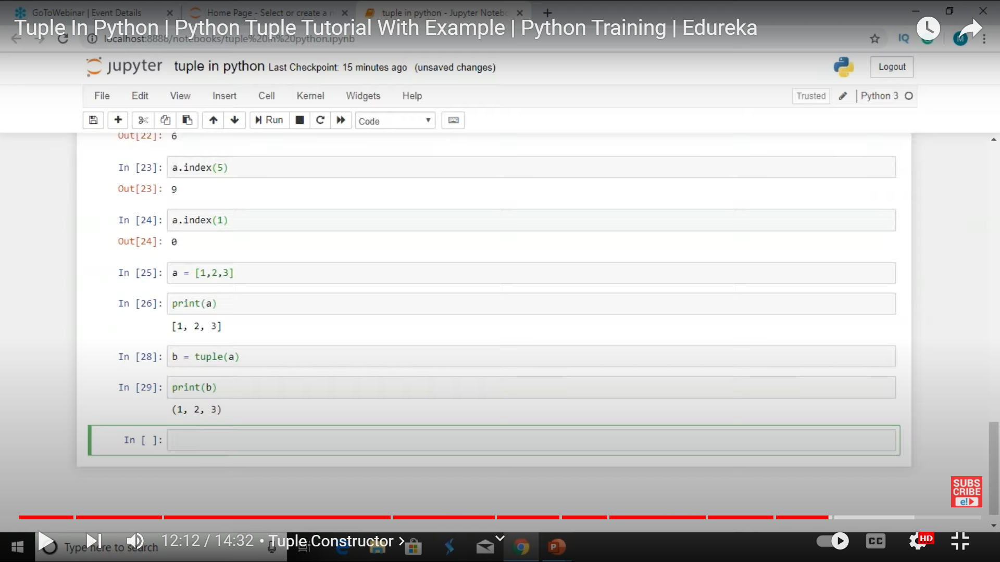 GoToWebinar | Event Details
Home Page - Select or create a n
tuple in python - Jupyter Notebo
Tuple In Python | Python Tuple Tutorial With Example | Python Training | Edureka
localhost:8888/notebooks/tuple%20in%20python.ipynb
IQ
M
jupyter tuple in python Last Checkpoint: 15 minutes ago (unsaved changes)
Logout
File Edit View Insert Cell Kernel Widgets Help
Trusted
Python 3
Run
Code
Out[22]: 6
In [23]: a.index(5)
Out[23]: 9
In [24]: a.index(1)
Out[24]: 0
In [25]: a = [1,2,3]
In [26]: print(a)
[1, 2, 3]
In [28]: b = tuple(a)
In [29]: print(b)
(1, 2, 3)
In [ ]:
SUBS
CRIBE
e!
Type here to search
12:12 / 14:32 • Tuple Constructor
CC
HD